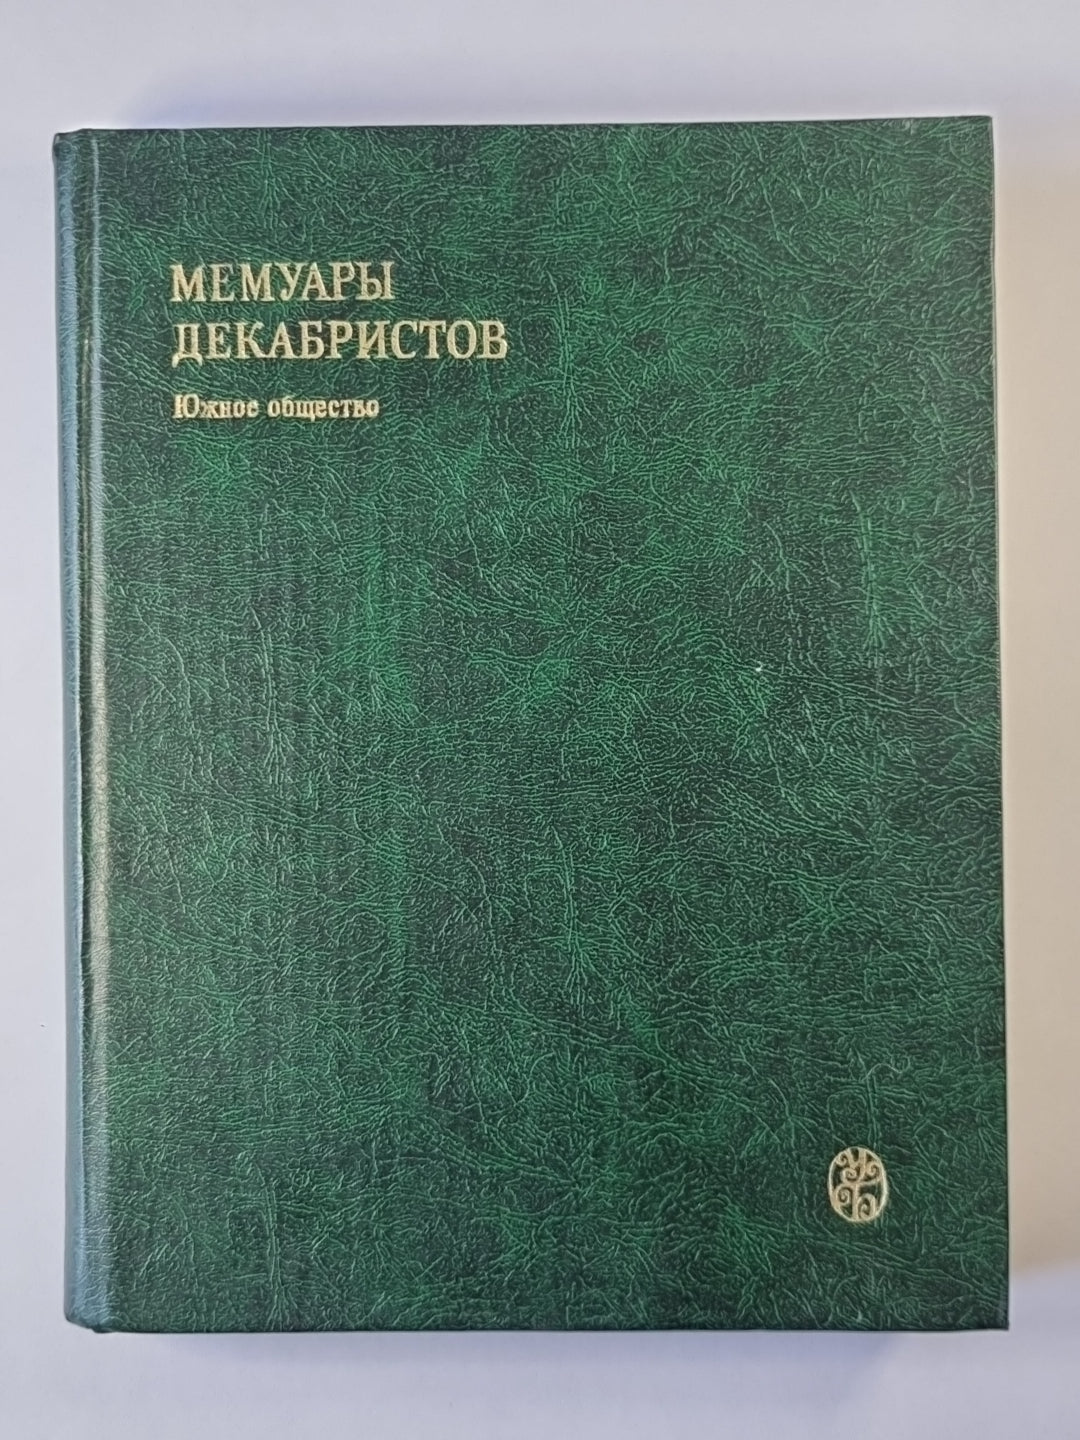 МЕМУАРЫ
ДЕКАБРИСТОВ
Южное общество